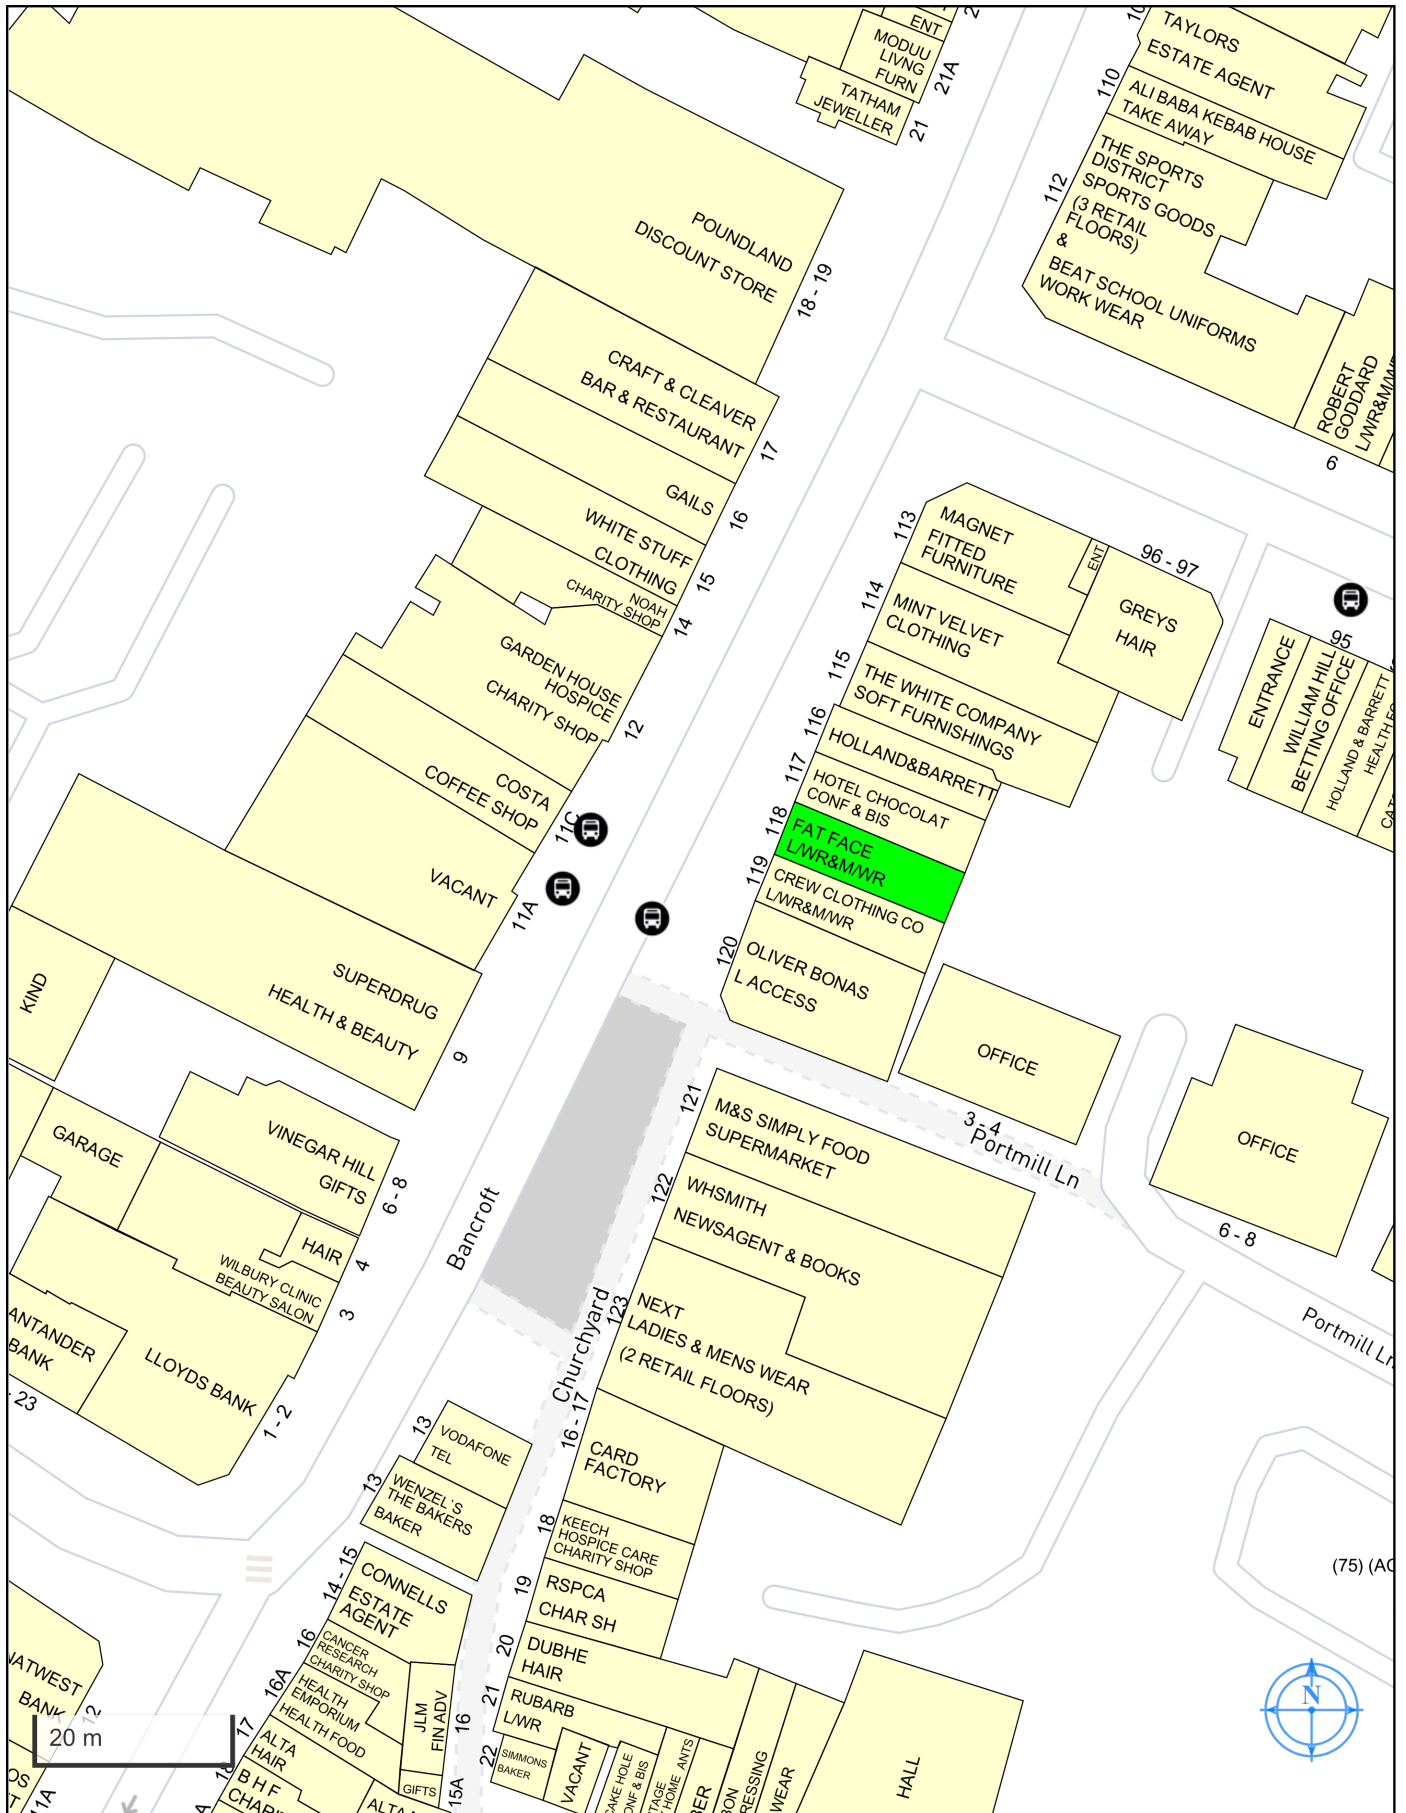 ENT
MODUU
LIVNG
FURN
21A
TATHAM
JEWELLER
21
TAYLORS
ESTATE AGENT
110
ALI BABA KEBAB HOUSE
TAKE AWAY
112
THE SPORTS
DISTRICT
SPORTS GOODS
(3 RETAIL
FLOORS)
&
BEAT SCHOOL UNIFORMS
WORK WEAR
ROBERT
GODDARD
6
POUNDLAND
DISCOUNT STORE
18 - 19
CRAFT & CLEAVER
BAR & RESTAURANT
17
GAILS
16
WHITE STUFF
CLOTHING
15
NOAH
CHARITY SHOP
14
GARDEN HOUSE
HOSPICE
CHARITY SHOP
12
COSTA
COFFEE SHOP
11C
VACANT
11A
SUPERDRUG
HEALTH & BEAUTY
9
KIND
GARAGE
VINEGAR HILL
GIFTS
6 - 8
HAIR
4
WILBURY CLINIC
BEAUTY SALON
3
LLOYDS BANK
1 - 2
ANTANDER
BANK
23
113
MAGNET
FITTED
FURNITURE
ENT
96 - 97
GREYS
HAIR
114
MINT VELVET
CLOTHING
115
THE WHITE COMPANY
SOFT FURNISHINGS
116
HOLLAND&BARRETT
117
HOTEL CHOCOLAT
CONF & BIS
118
FAT FACE
L/WR&M/WR
119
CREW CLOTHING CO
L/WR&M/WR
120
OLIVER BONAS
L ACCESS
95
ENTRANCE
WILLIAM HILL
BETTING OFFICE
HOLLAND & BARRETT
OFFICE
3 - 4
Portmill Ln
OFFICE
6 - 8
Portmill Ln
121
M&S SIMPLY FOOD
SUPERMARKET
122
WHSMITH
NEWSAGENT & BOOKS
123
NEXT
LADIES & MENS WEAR
(2 RETAIL FLOORS)
Bancroft
Churchyard
16 - 17
CARD
FACTORY
18
KEECH
HOSPICE CARE
CHARITY SHOP
19
RSPCA
CHAR SH
20
DUBHE
HAIR
21
RUBARB
L/WR
22
SIMMONS
BAKER
VACANT
HALL
13
VODAFONE
TEL
13
WENZEL`S
THE BAKERS
BAKER
14 - 15
CONNELLS
ESTATE
AGENT
16
CANCER
RESEARCH
CHARITY SHOP
16A
HEALTH
EMPORIUM
HEALTH FOOD
JLM
FIN ADV
16
17
ALTA
HAIR
B H F
GIFTS
15A
NATWEST
BANK
12
20 m
(75)
N